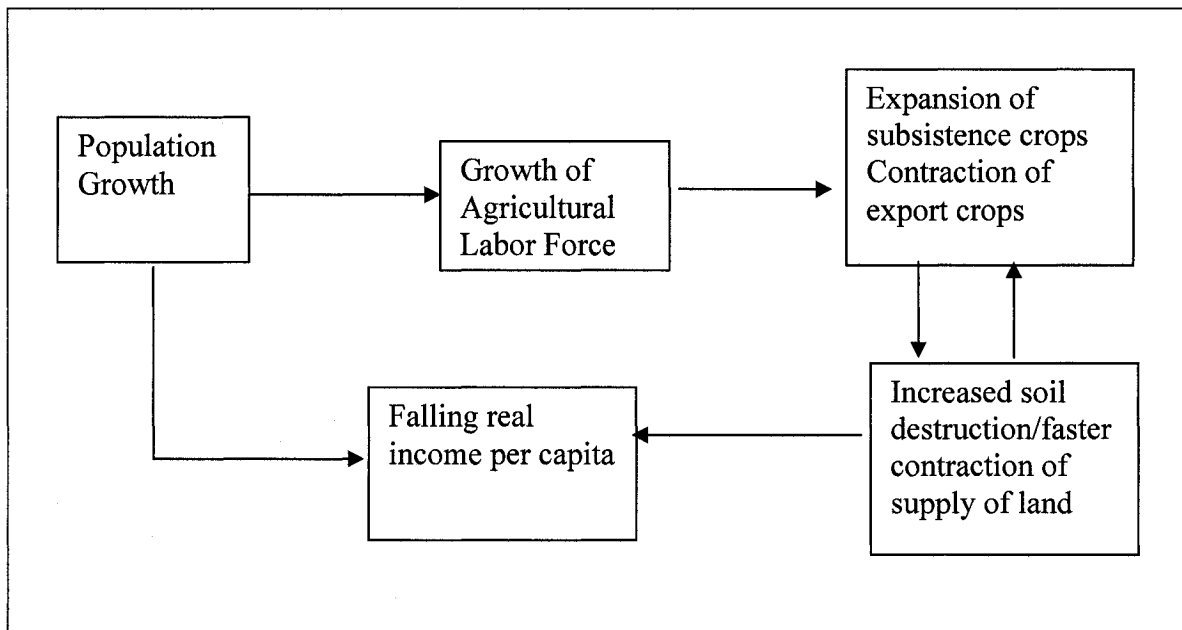 Population
Growth
Growth of
Agricultural
Labor Force
Expansion of
subsistence crops
Contraction of
export crops
Falling real
income per capita
Increased soil
destruction/faster
contraction of
supply of land